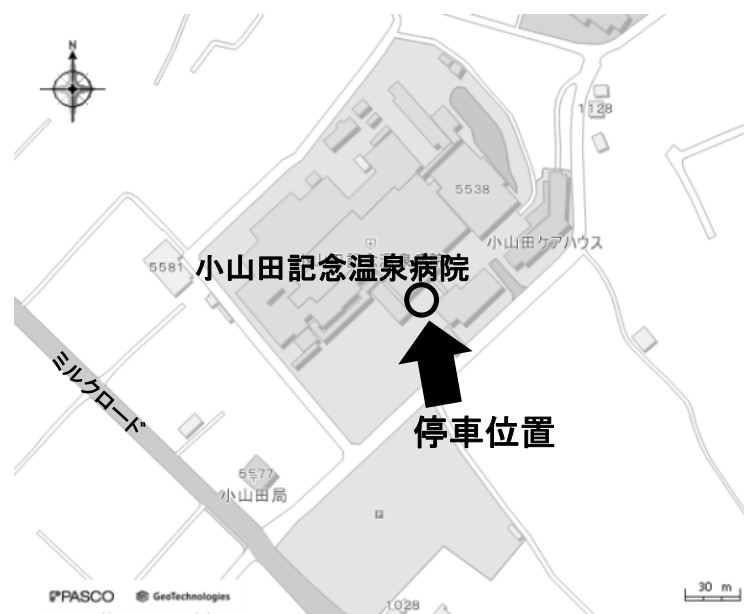 N
1128
5538
小山田ケアハウス
5581
小山田記念温泉病院
ミルクロード
停車位置
5577
小山田局
P
1028
PASCO
GeoTechnologies
30 m